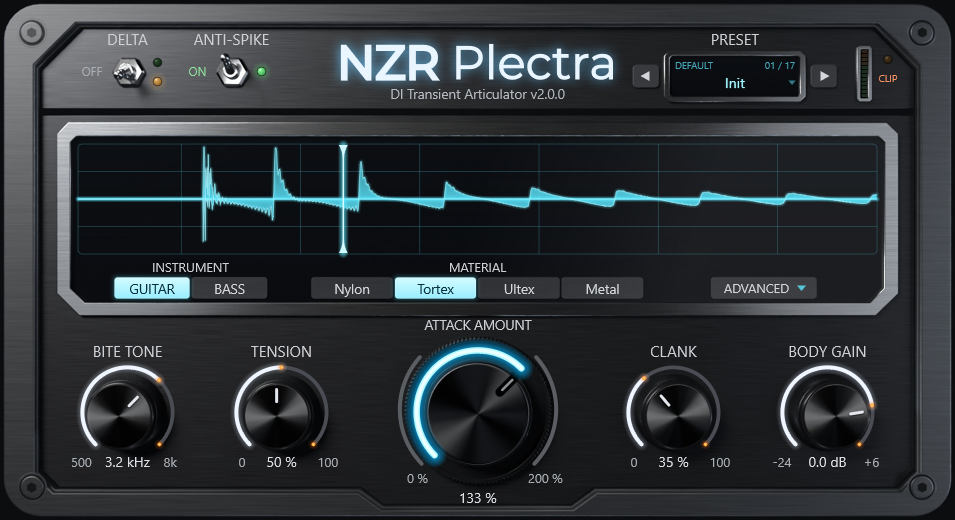 DELTA
ANTI-SPIKE
OFF
ON
NZR Plectra
DI Transient Articulator v2.0.0
PRESET
DEFAULT 01 / 17
Init
CLIP
INSTRUMENT
GUITAR BASS
MATERIAL
Nylon Tortex Ultex Metal
ADVANCED
ATTACK AMOUNT
0 % 200 %
133 %
BITE TONE
500 3.2 kHz 8k
TENSION
0 50 % 100
CLANK
0 35 % 100
BODY GAIN
-24 0.0 dB +6